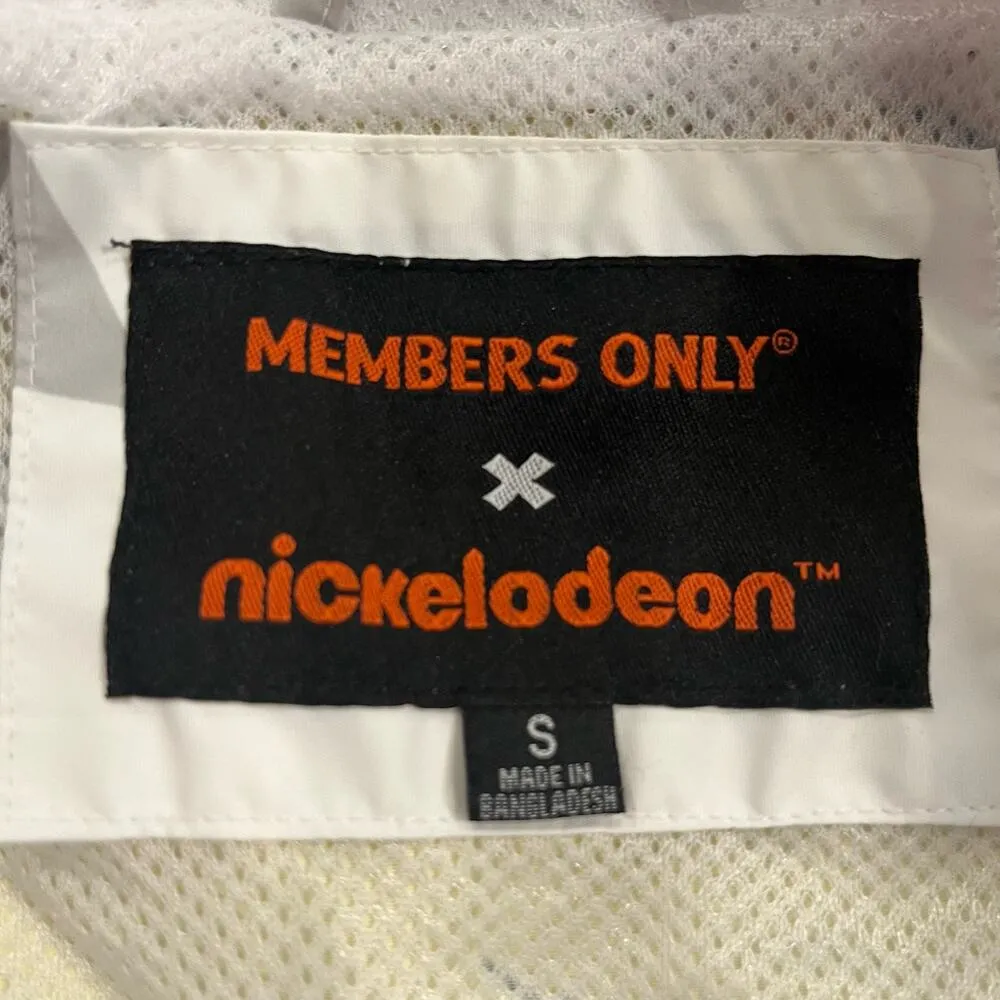 MEMBERS ONLY®
X
nickelodeon™
S
MADE IN
BANGLADESH